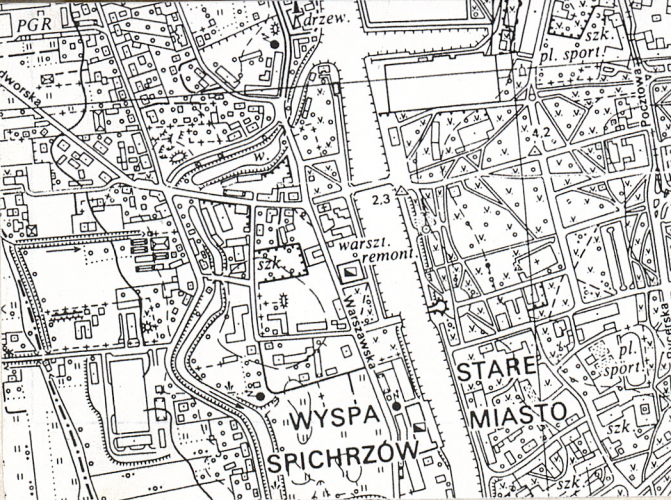 PGR
drzew.
szk.
pl. sport.
dworska
Pocztowa
4.2
w
2,3
warszt.
remont.
szk.
Warszawska
STARE
MIASTO
pl.
sport.
WYSPA
SPICHRZÓW
szk.
szk.